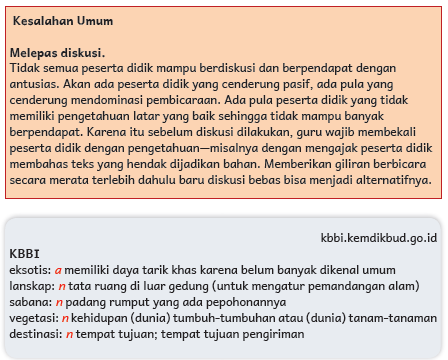 Kesalahan Umum
Melepas diskusi.
Tidak semua peserta didik mampu berdiskusi dan berpendapat dengan
antusias. Akan ada peserta didik yang cenderung pasif, ada pula yang
cenderung mendominasi pembicaraan. Ada pula peserta didik yang tidak
memiliki pengetahuan latar yang baik sehingga tidak mampu banyak
berpendapat. Karena itu sebelum diskusi dilakukan, guru wajib membekali
peserta didik dengan pengetahuan—misalnya dengan mengajak peserta didik
membahas teks yang hendak dijadikan bahan. Memberikan giliran berbicara
secara merata terlebih dahulu baru diskusi bebas bisa menjadi alternatifnya.
kbbi.kemdikbud.go.id
KBBI
eksotis: a memiliki daya tarik khas karena belum banyak dikenal umum
lanskap: n tata ruang di luar gedung (untuk mengatur pemandangan alam)
sabana: n padang rumput yang ada pepohonannya
vegetasi: n kehidupan (dunia) tumbuh-tumbuhan atau (dunia) tanam-tanaman
destinasi: n tempat tujuan; tempat tujuan pengiriman